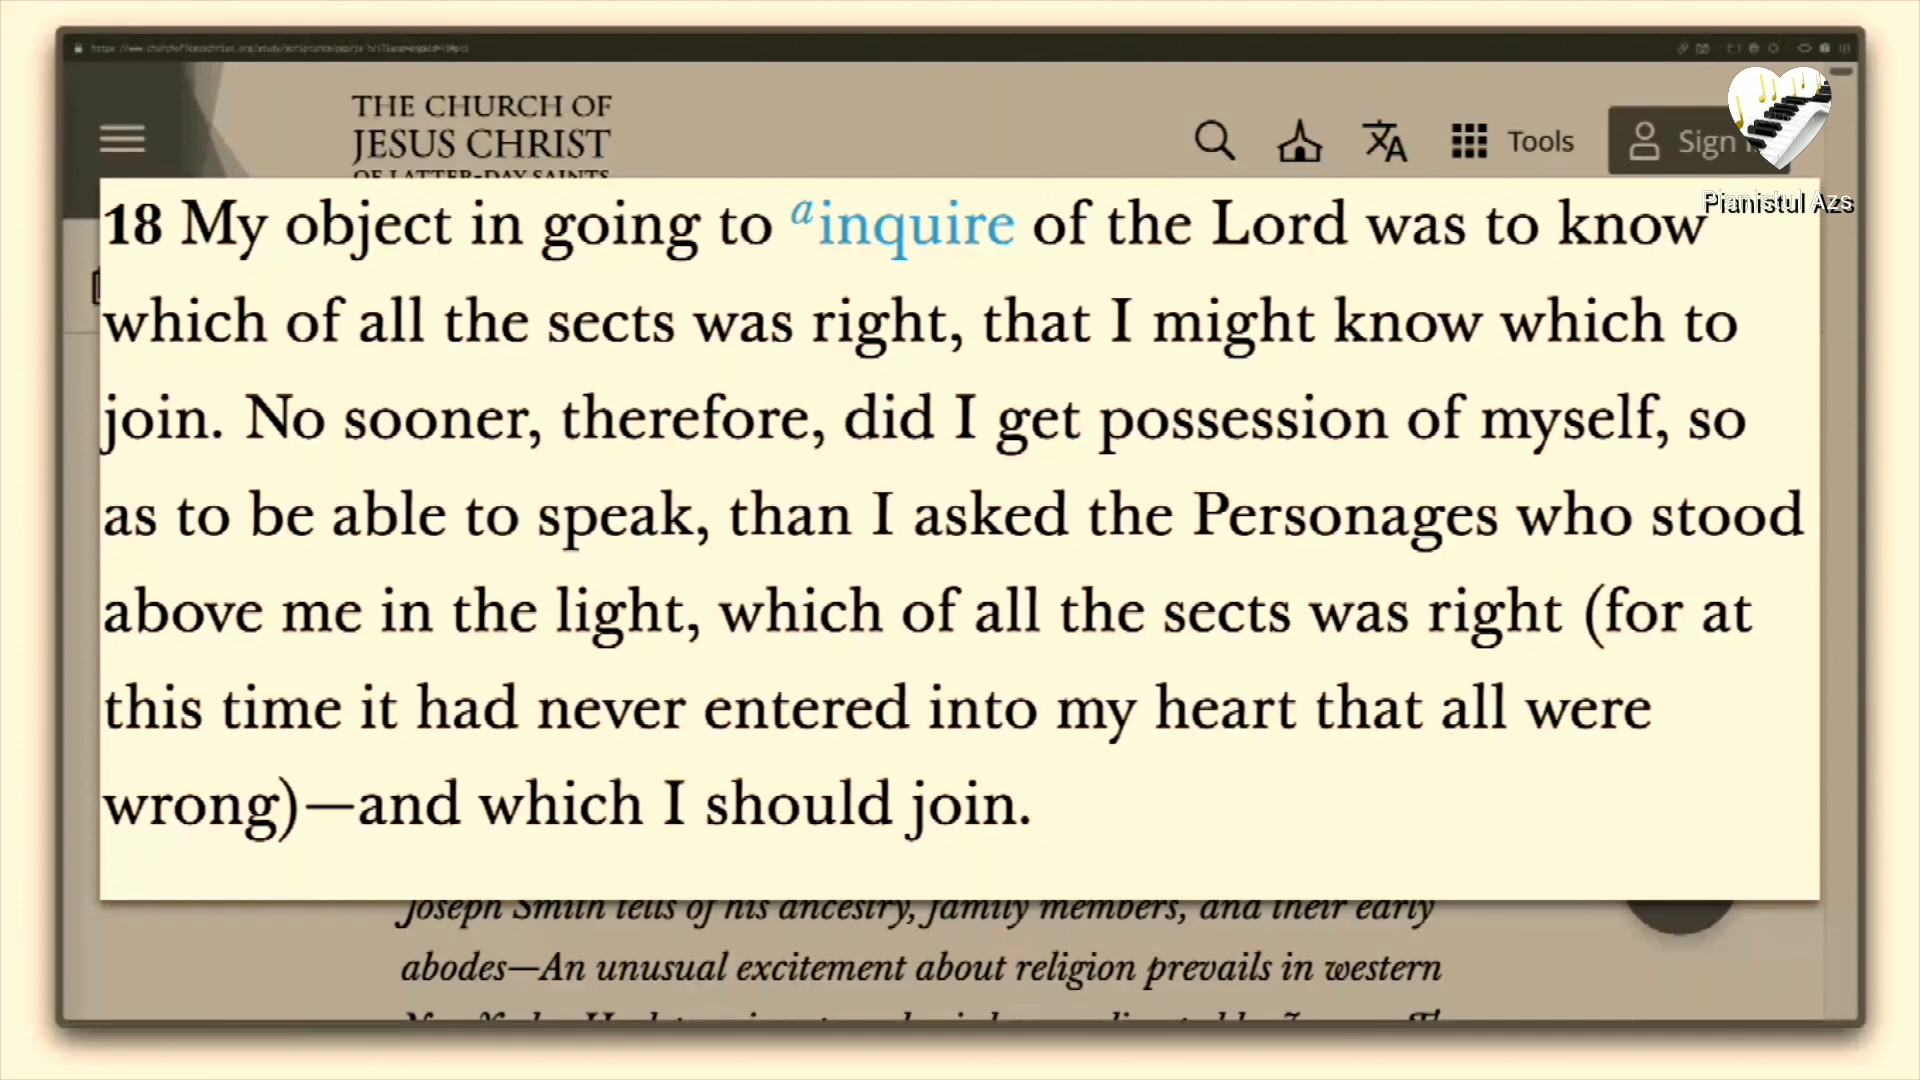 THE CHURCH OF
JESUS CHRIST
OF LATTER-DAY SAINTS
Tools
Sign
Pianistul Azs
18 My object in going to a inquire of the Lord was to know
which of all the sects was right, that I might know which to
join. No sooner, therefore, did I get possession of myself, so
as to be able to speak, than I asked the Personages who stood
above me in the light, which of all the sects was right (for at
this time it had never entered into my heart that all were
wrong)—and which I should join.
Joseph Smith tells of his ancestry, family members, and their early
abodes—An unusual excitement about religion prevails in western